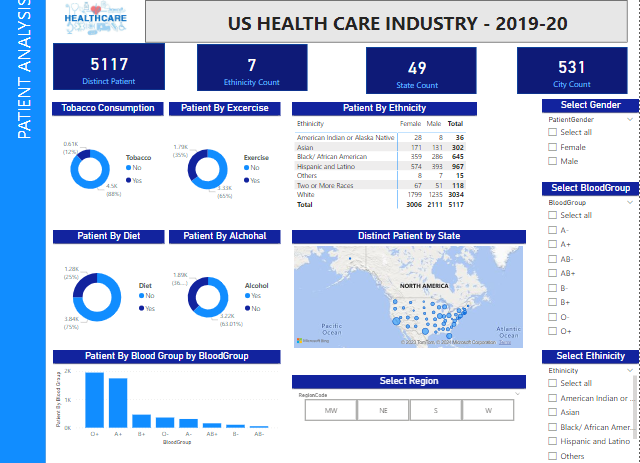 PATIENT ANALYSIS
HEALTHCARE
US HEALTH CARE INDUSTRY - 2019-20
5117
Distinct Patient
7
Ethinicity Count
49
State Count
531
City Count
Tobacco Consumption
0.61K
(12%)
4.5K
(88%)
Tobacco
No
Yes
Patient By Excercise
1.79K
(35%)
3.33K
(65%)
Exercise
No
Yes
Patient By Ethnicity
Ethinicity Female Male Total
American Indian or Alaska Native 28 8 36
Asian 171 131 302
Black/ African American 359 286 645
Hispanic and Latino 574 393 967
Others 8 7 15
Two or More Races 67 51 118
White 1799 1235 3034
Total 3006 2111 5117
Select Gender
PatientGender
Select all
Female
Male
Select BloodGroup
BloodGroup
Select all
A-
A+
AB-
AB+
B-
B+
O-
O+
Patient By Diet
1.28K
(25%)
3.84K
(75%)
Diet
No
Yes
Patient By Alchohal
1.89K
(36....)
3.22K
(63.01%)
Alcohol
Yes
No
Distinct Patient by State
NORTH AMERICA
Pacific
Ocean
Atlantic
Ocean
Microsoft Bing
Microsoft Corporation
Terms
Patient By Blood Group by BloodGroup
Patient By Blood Group
2K
1K
0K
O+ A+ B+ O- A- AB+ B- AB-
BloodGroup
Select Region
RegionCode
MW NE S W
Select Ethinicity
Ethinicity
Select all
American Indian or ...
Asian
Black/ African Amer...
Hispanic and Latino
Others